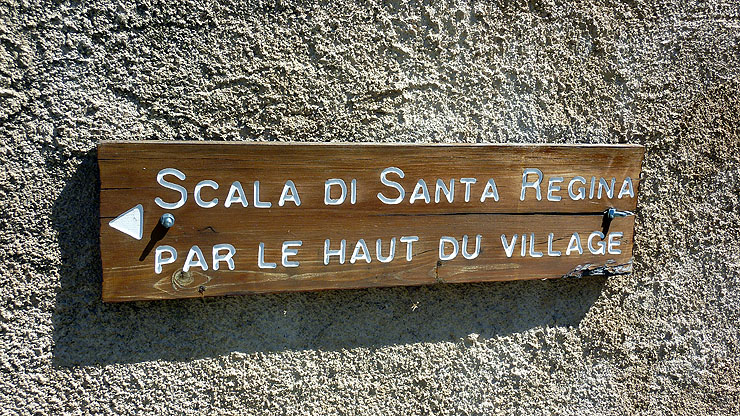 SCALA DI SANTA REGINA
PAR LE HAUT DU VILLAGE